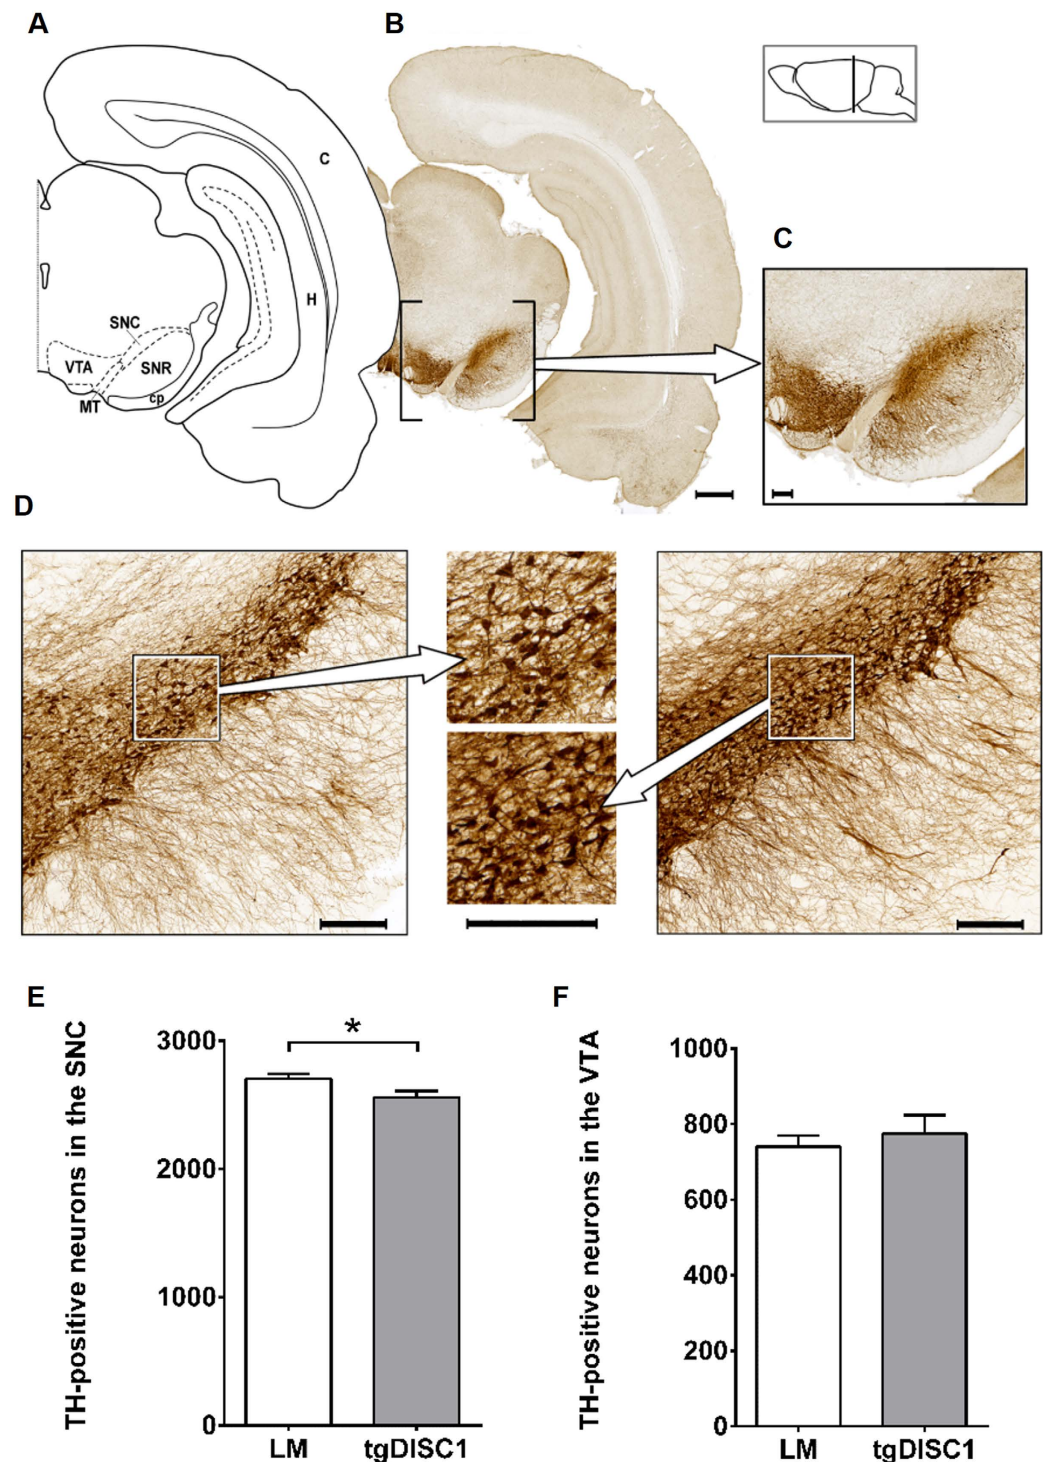 A
B
C
H
SNC
VTA
SNR
MT
cp
C
D
E
TH-positive neurons in the SNC
3000
2000
1000
0
*
LM
tgDISC1
F
TH-positive neurons in the VTA
1000
800
600
400
200
0
LM
tgDISC1